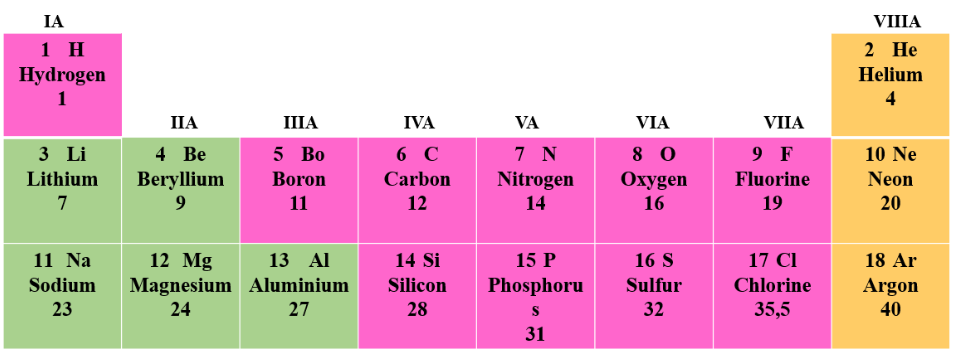 IA VIIIA
1 H 2 He
Hydrogen Helium
1 4
IIA IIIA IVA VA VIA VIIA
3 Li 4 Be 5 Bo 6 C 7 N 8 O 9 F 10 Ne
Lithium Beryllium Boron Carbon Nitrogen Oxygen Fluorine Neon
7 9 11 12 14 16 19 20
11 Na 12 Mg 13 Al 14 Si 15 P 16 S 17 Cl 18 Ar
Sodium Magnesium Aluminium Silicon Phosphoru Sulfur Chlorine Argon
23 24 27 28 s 32 35,5 40
31